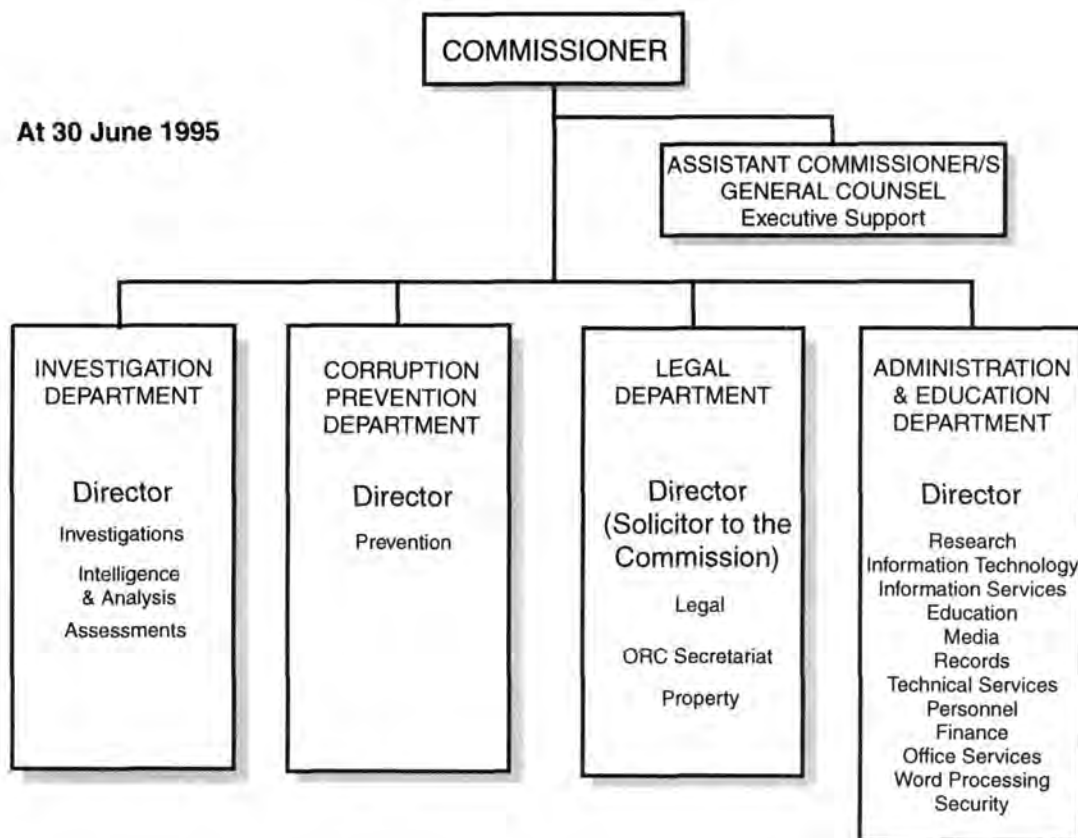 COMMISSIONER
At 30 June 1995
ASSISTANT COMMISSIONER/S
GENERAL COUNSEL
Executive Support
INVESTIGATION
DEPARTMENT
Director
Investigations
Intelligence
& Analysis
Assessments
CORRUPTION
PREVENTION
DEPARTMENT
Director
Prevention
LEGAL
DEPARTMENT
Director
(Solicitor to the
Commission)
Legal
ORC Secretariat
Property
ADMINISTRATION
& EDUCATION
DEPARTMENT
Director
Research
Information Technology
Information Services
Education
Media
Records
Technical Services
Personnel
Finance
Office Services
Word Processing
Security